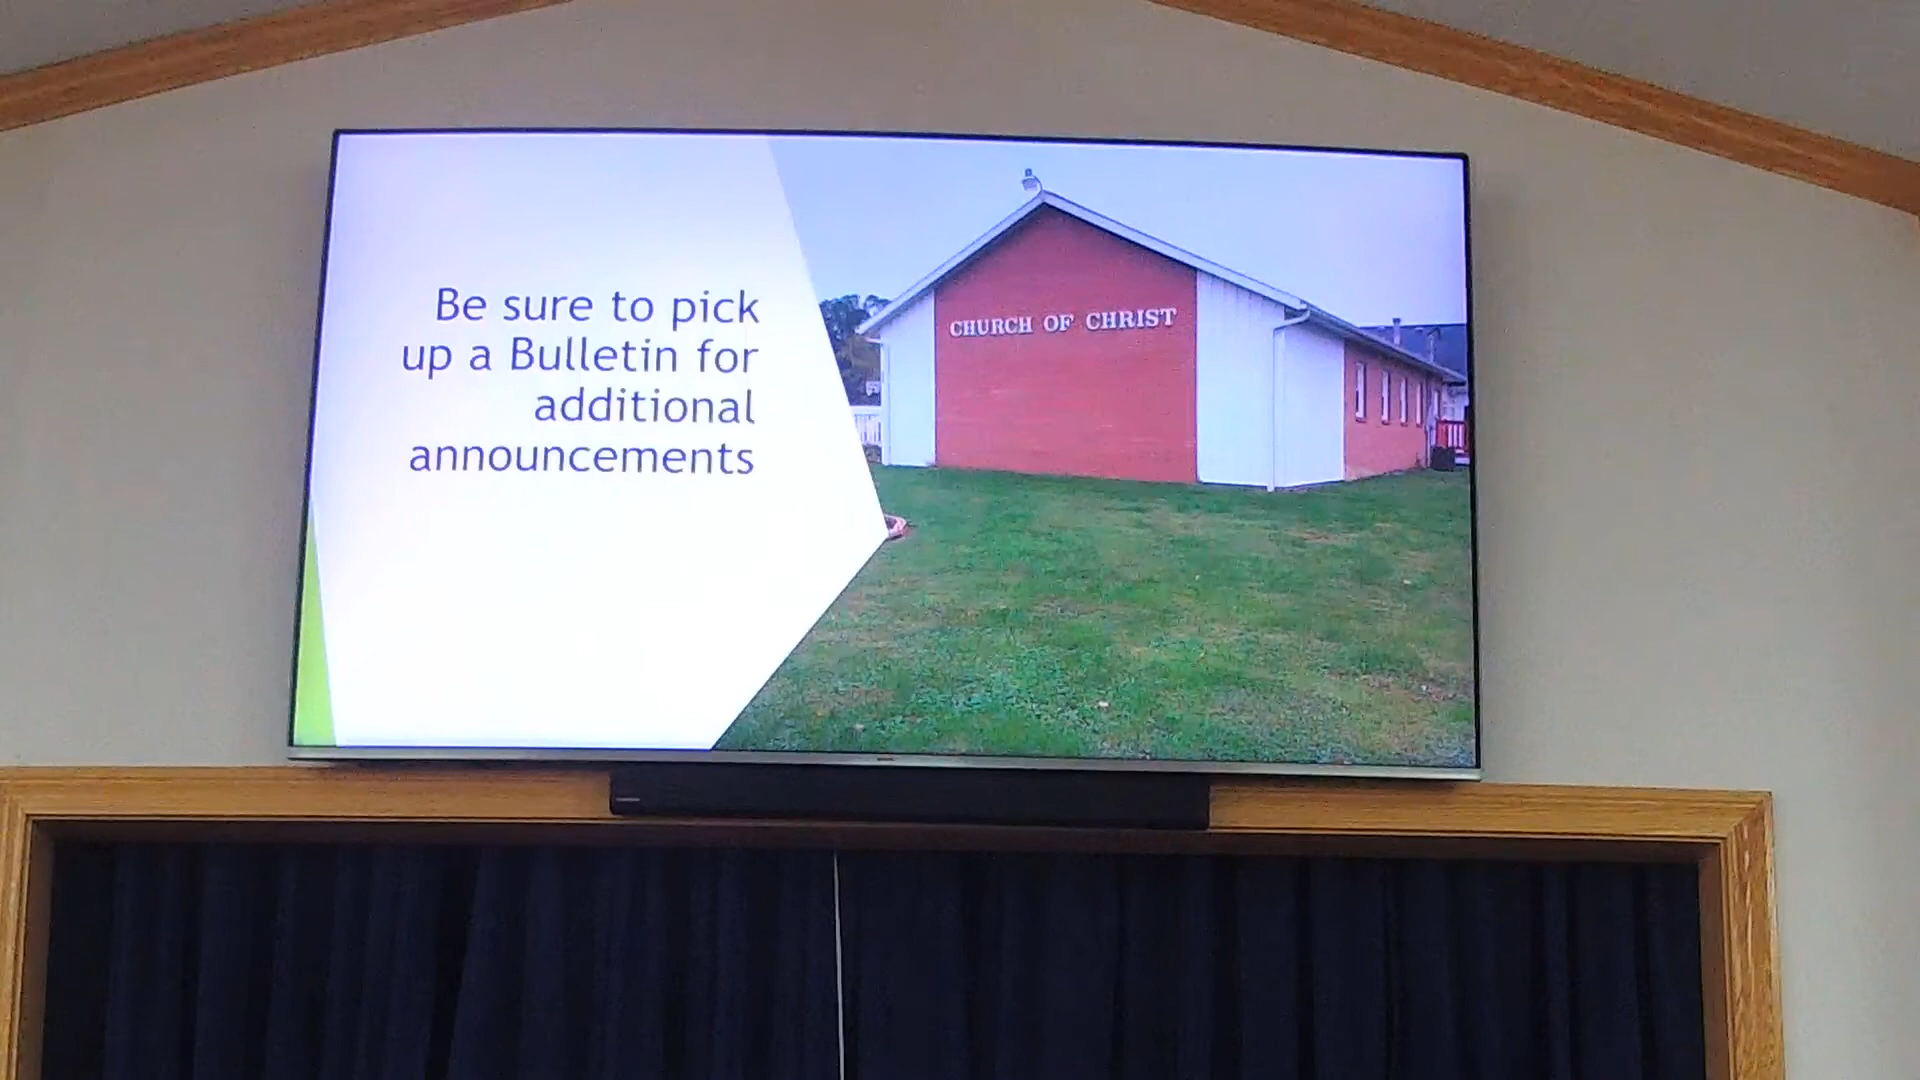 Be sure to pick
up a Bulletin for
additional
announcements
CHURCH OF CHRIST